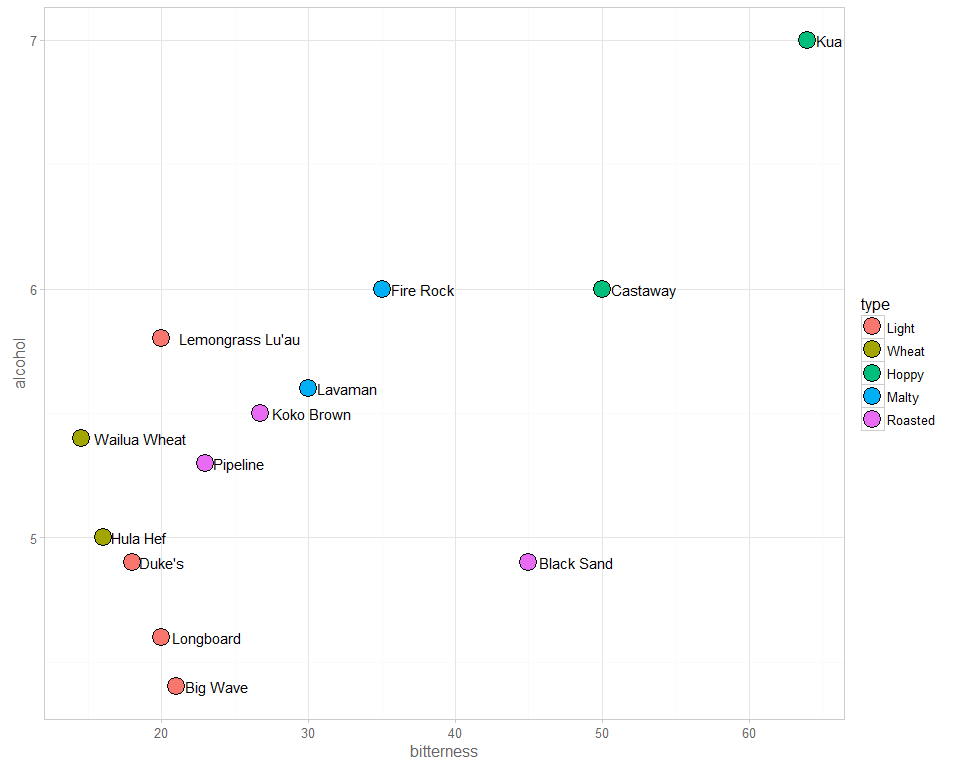 7
Kua
6
Fire Rock
Castaway
Lemongrass Lu'au
Lavaman
Koko Brown
Wailua Wheat
Pipeline
5
Hula Hef
Duke's
Black Sand
Longboard
Big Wave
alcohol
20 30 40 50 60
bitterness
type
Light
Wheat
Hoppy
Malty
Roasted